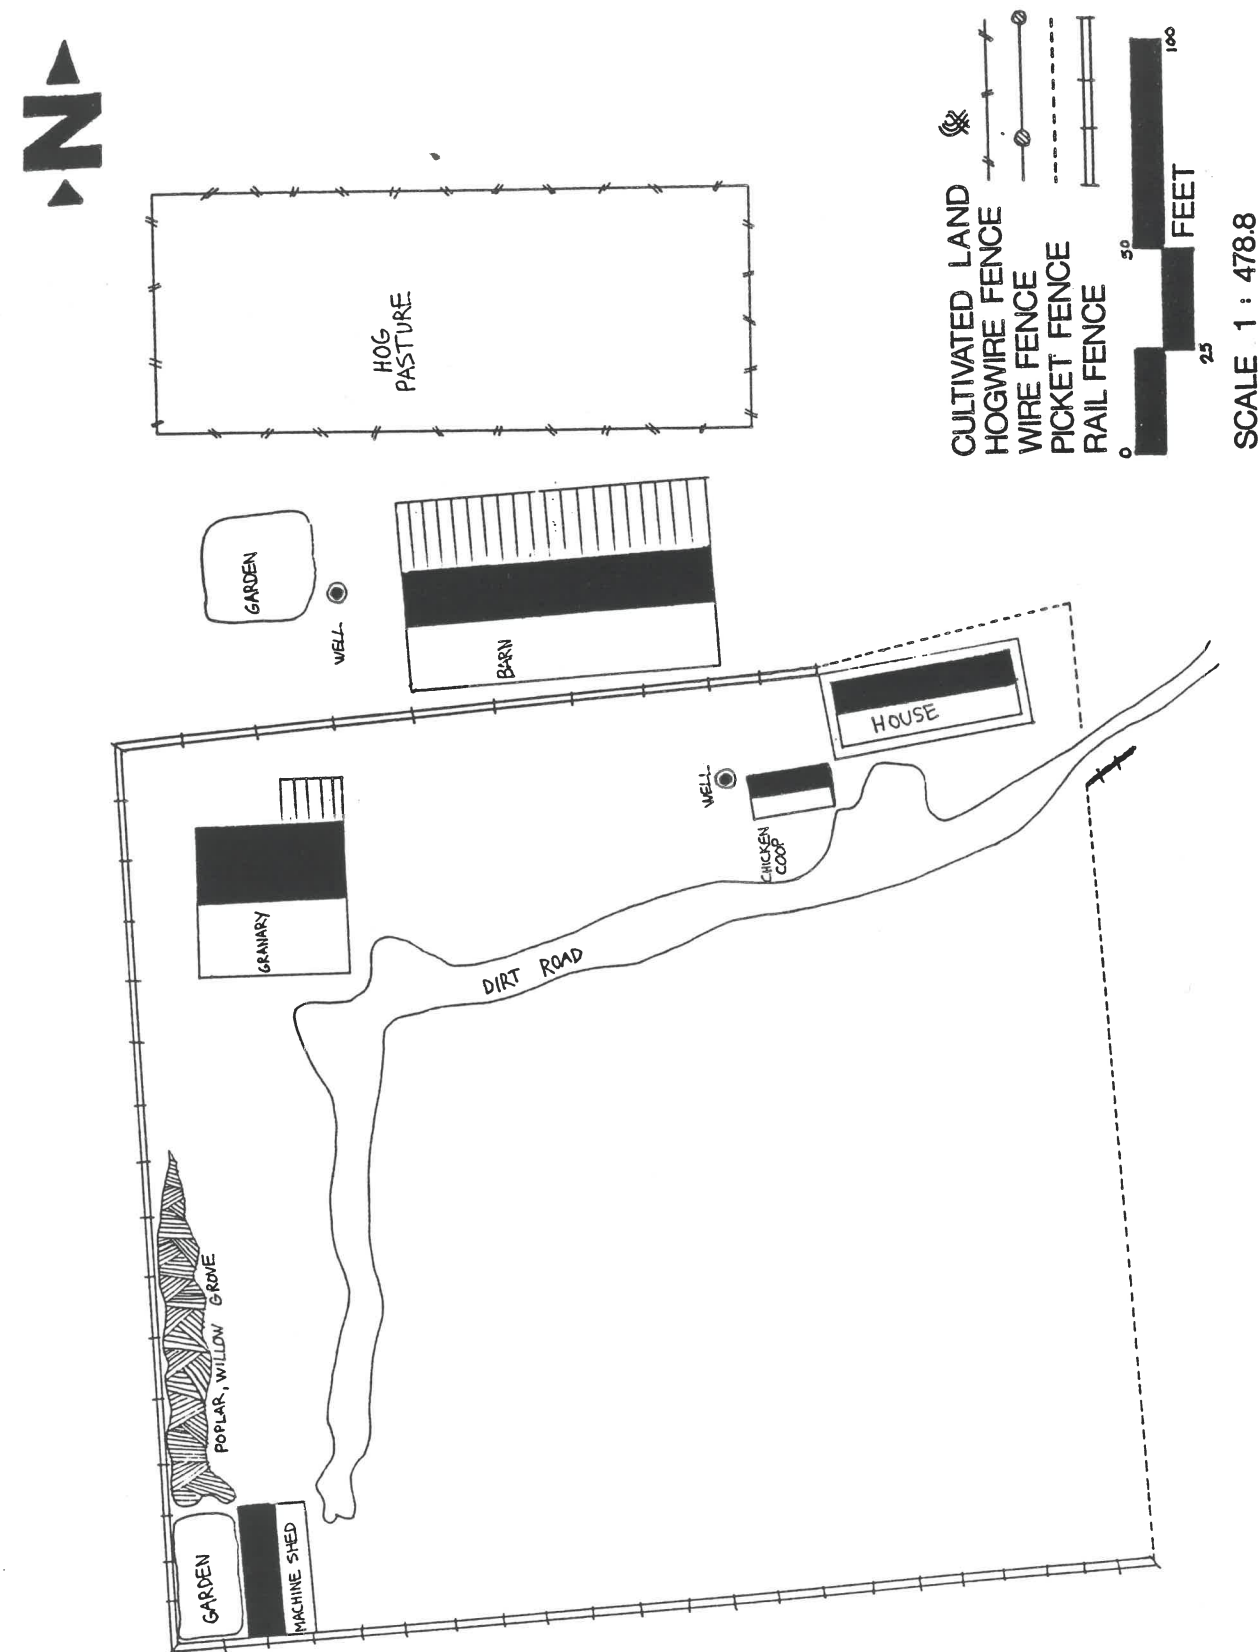 N
HOG
PASTURE
GARDEN
WELL
BARN
HOUSE
WELL
CHICKEN
COOP
GRANARY
DIRT ROAD
POPLAR, WILLOW GROVE
GARDEN
MACHINE SHED
CULTIVATED LAND
HOGWIRE FENCE
WIRE FENCE
PICKET FENCE
RAIL FENCE
0 50 100
25 FEET
SCALE 1 : 478.8